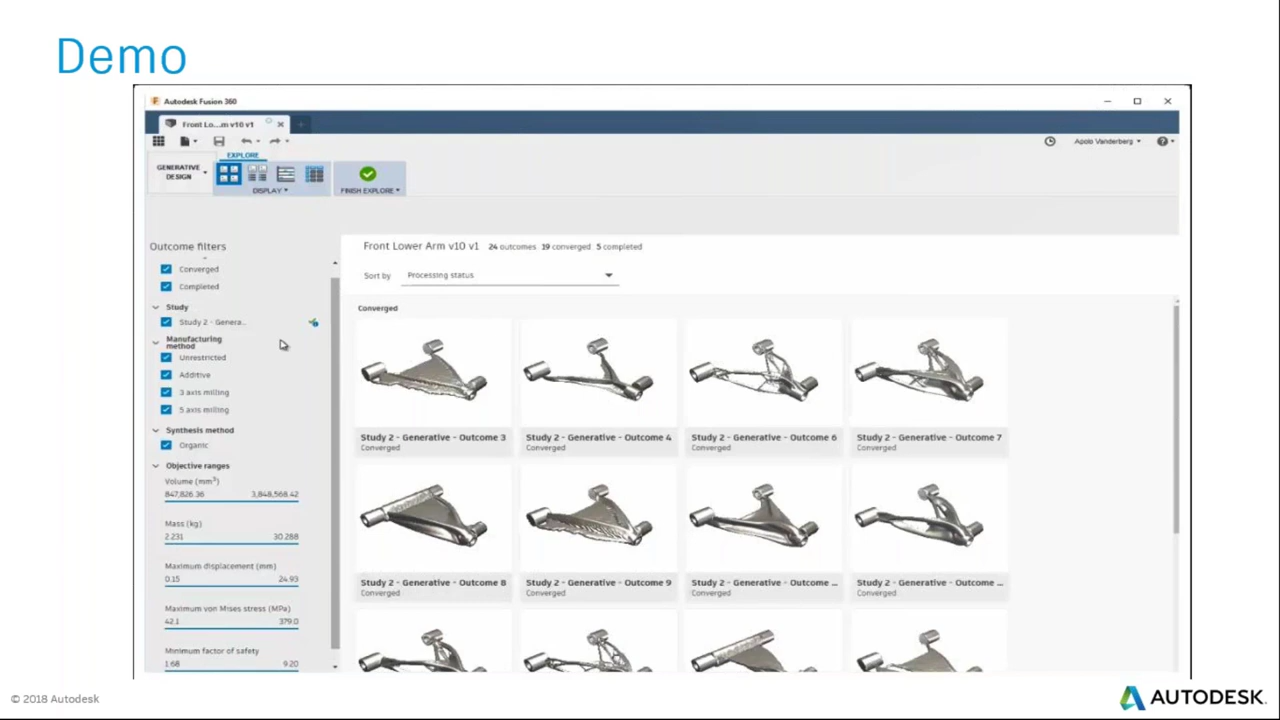 Demo
Autodesk Fusion 360
Front Lo...m v10 v1
Apolo Vanderberg
EXPLORE
GENERATIVE
DESIGN
DISPLAY
FINISH EXPLORE
Outcome filters
Converged
Completed
Study
Study 2 - Genera...
Manufacturing
method
Unrestricted
Additive
3 axis milling
5 axis milling
Synthesis method
Organic
Objective ranges
Volume (mm³)
847,826.36 3,848,568.42
Mass (kg)
2.231 30.288
Maximum displacement (mm)
0.15 24.93
Maximum von Mises stress (MPa)
42.1 379.0
Minimum factor of safety
1.68 9.20
Front Lower Arm v10 v1 24 outcomes 19 converged 5 completed
Sort by Processing status
Converged
Study 2 - Generative - Outcome 3
Converged
Study 2 - Generative - Outcome 4
Converged
Study 2 - Generative - Outcome 6
Converged
Study 2 - Generative - Outcome 7
Converged
Study 2 - Generative - Outcome 8
Converged
Study 2 - Generative - Outcome 9
Converged
Study 2 - Generative - Outcome ...
Converged
Study 2 - Generative - Outcome ...
Converged
© 2018 Autodesk
AUTODESK.